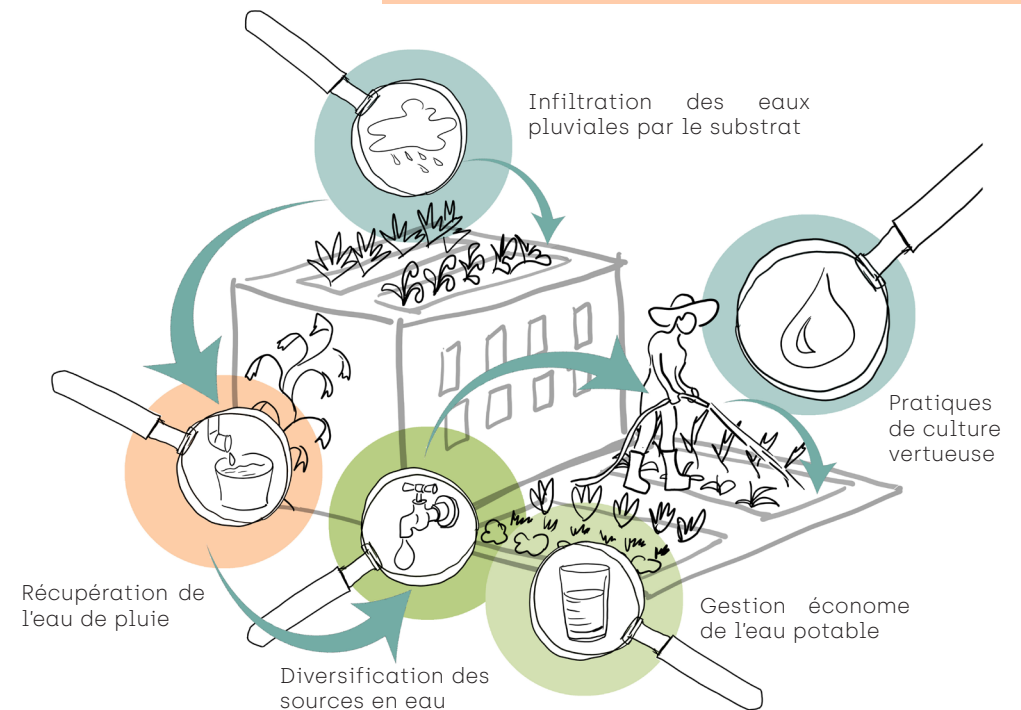 Infiltration des eaux
pluviales par le substrat
Pratiques
de culture
vertueuse
Récupération de
l'eau de pluie
Gestion économe
de l'eau potable
Diversification des
sources en eau